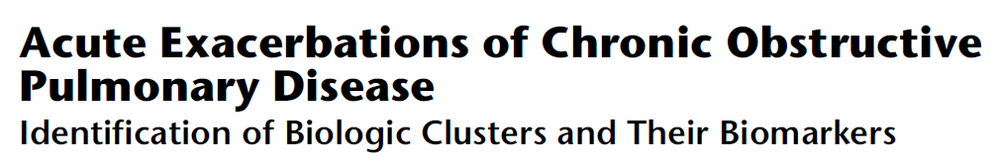 Acute Exacerbations of Chronic Obstructive
Pulmonary Disease
Identification of Biologic Clusters and Their Biomarkers